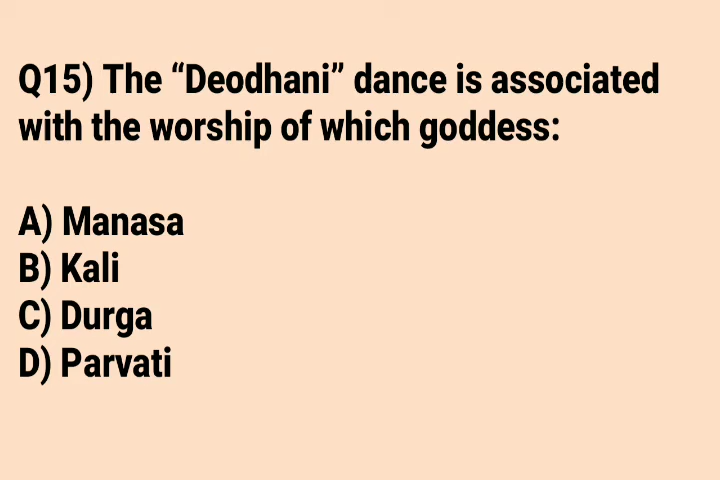 Q15) The “Deodhani” dance is associated
with the worship of which goddess:
A) Manasa
B) Kali
C) Durga
D) Parvati